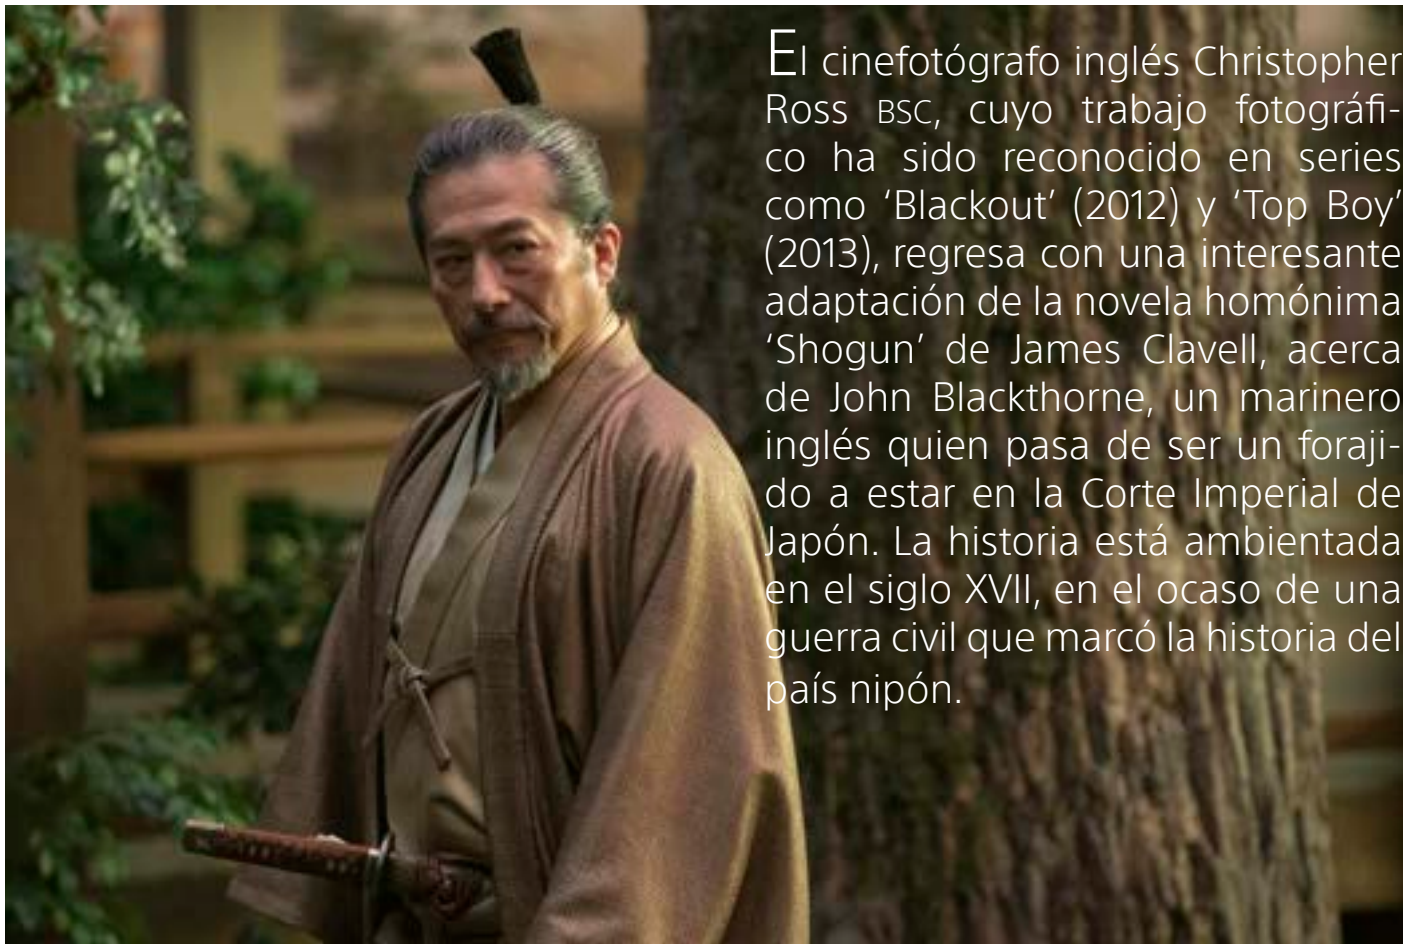 El cinefotógrafo inglés Christopher
Ross BSC, cuyo trabajo fotográfi-
co ha sido reconocido en series
como ‘Blackout’ (2012) y ‘Top Boy’
(2013), regresa con una interesante
adaptación de la novela homónima
‘Shogun’ de James Clavell, acerca
de John Blackthorne, un marinero
inglés quien pasa de ser un foraji-
do a estar en la Corte Imperial de
Japón. La historia está ambientada
en el siglo XVII, en el ocaso de una
guerra civil que marcó la historia del
país nipón.